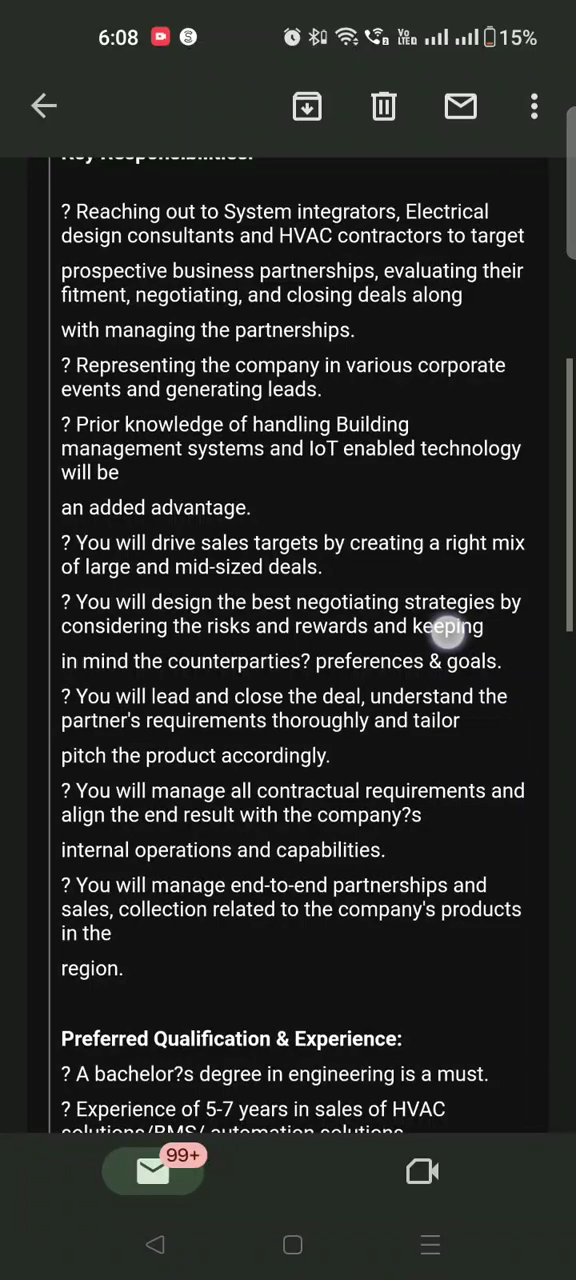 6:08
VoLTE
15%
Key Responsibilities:
? Reaching out to System integrators, Electrical
design consultants and HVAC contractors to target
prospective business partnerships, evaluating their
fitment, negotiating, and closing deals along
with managing the partnerships.
? Representing the company in various corporate
events and generating leads.
? Prior knowledge of handling Building
management systems and IoT enabled technology
will be
an added advantage.
? You will drive sales targets by creating a right mix
of large and mid-sized deals.
? You will design the best negotiating strategies by
considering the risks and rewards and keeping
in mind the counterparties? preferences & goals.
? You will lead and close the deal, understand the
partner's requirements thoroughly and tailor
pitch the product accordingly.
? You will manage all contractual requirements and
align the end result with the company?s
internal operations and capabilities.
? You will manage end-to-end partnerships and
sales, collection related to the company's products
in the
region.
Preferred Qualification & Experience:
? A bachelor?s degree in engineering is a must.
? Experience of 5-7 years in sales of HVAC
solutions/BMS/ automation solutions
99+